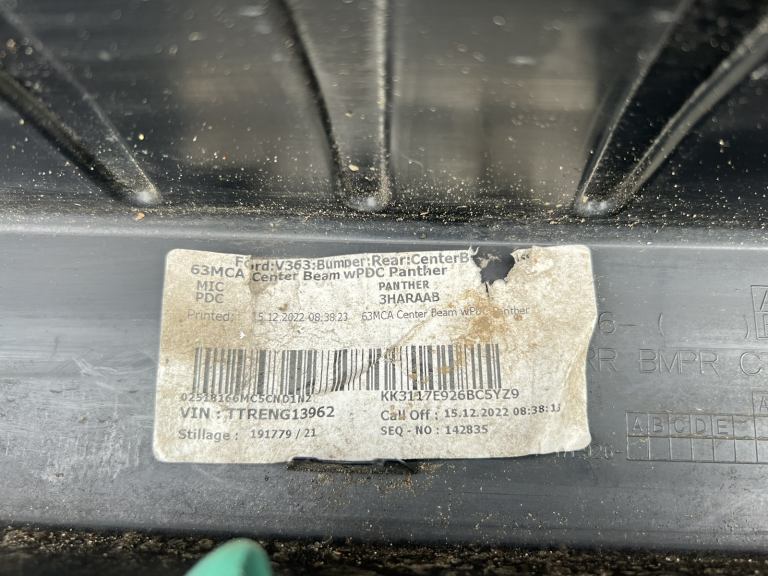 Ford:V363:Bumper:Rear:CenterB
63MCA Center Beam wPDC Panther
MIC PANTHER
PDC 3HARAAB
Printed: 15.12.2022 08:38:23 63MCA Center Beam wPDC Panther
02518166MC5CND1N2 KK3117E926BC5YZ9
VIN : TTRENG13962 Call Off : 15.12.2022 08:38:13
Stillage : 191779 / 21 SEQ - NO : 142835
RR BMPR C
A B C D E